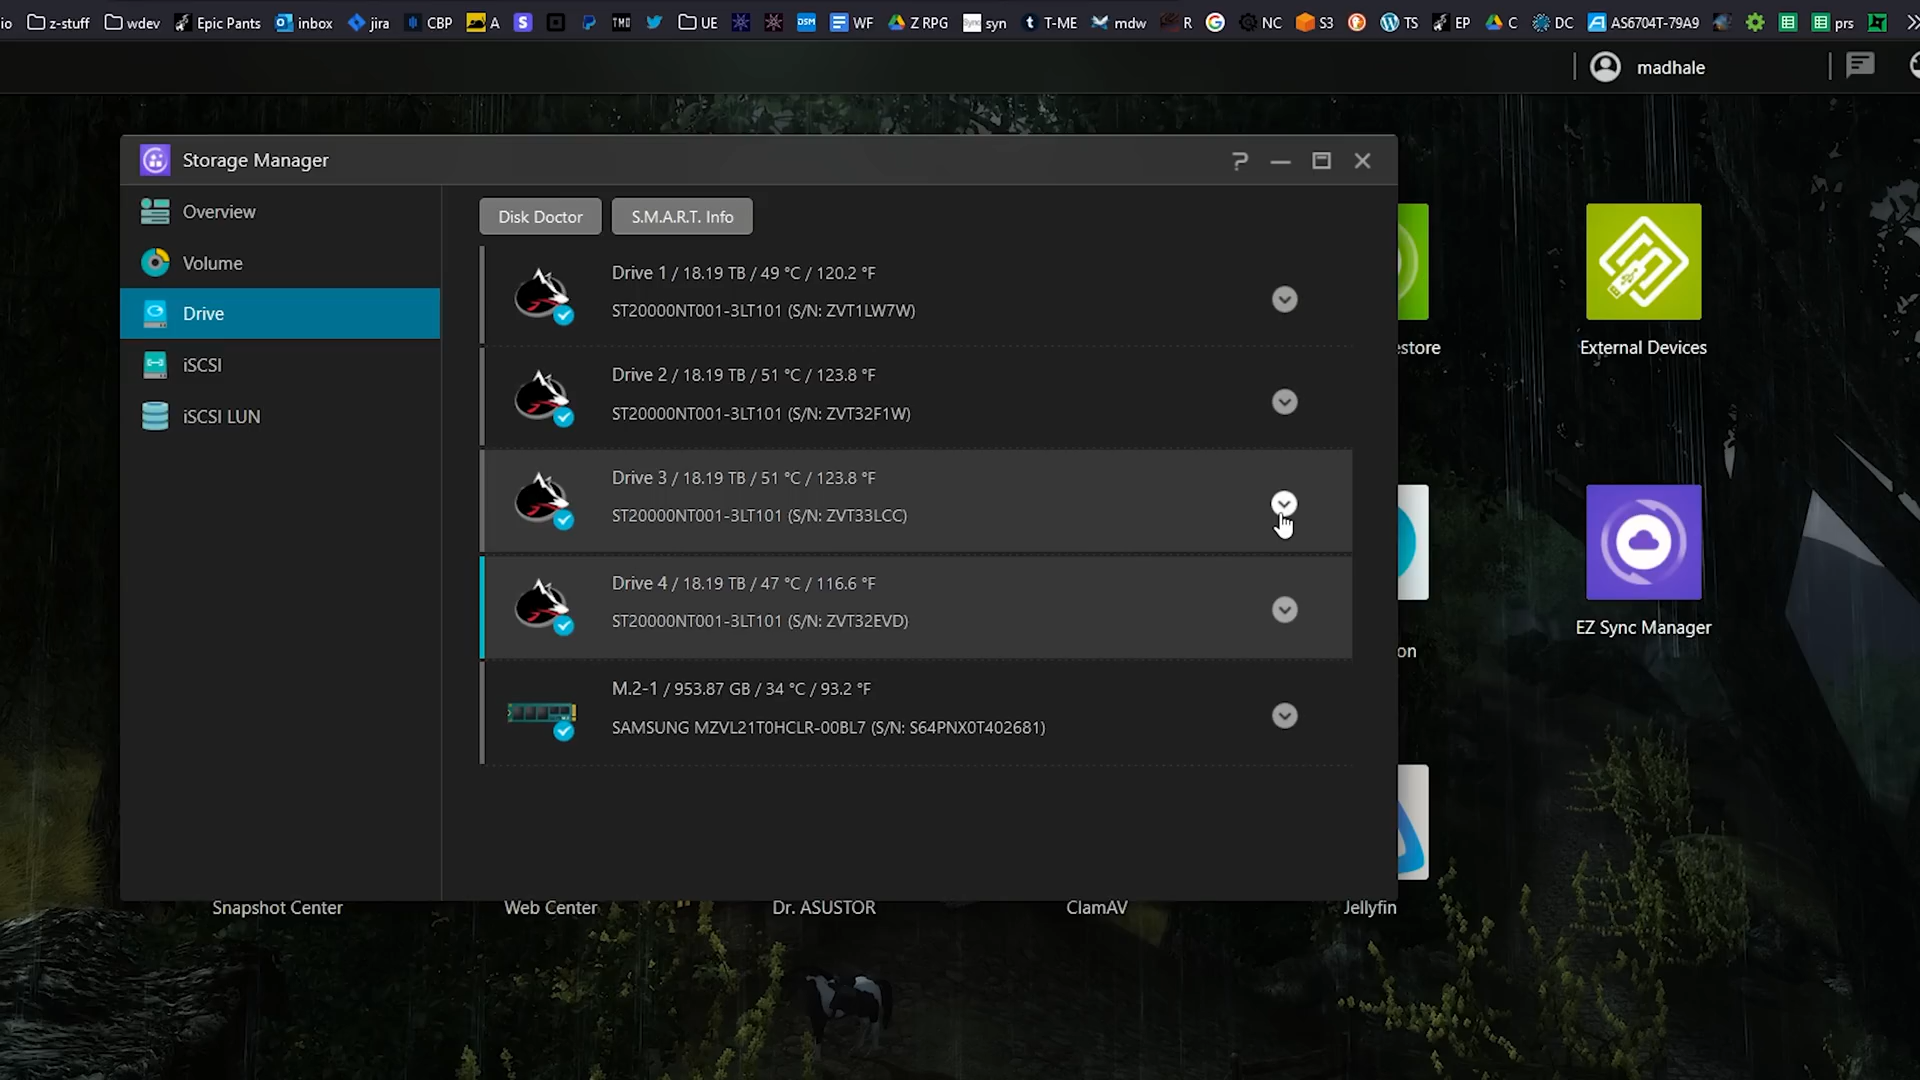 io z-stuff wdev Epic Pants inbox jira CBP A UE WF Z RPG syn T-ME mdw R NC S3 TS EP C DC AS6704T-79A9 prs
madhale
Storage Manager
Overview
Volume
Drive
iSCSI
iSCSI LUN
Disk Doctor S.M.A.R.T. Info
Drive 1 / 18.19 TB / 49 °C / 120.2 °F
ST20000NT001-3LT101 (S/N: ZVT1LW7W)
Drive 2 / 18.19 TB / 51 °C / 123.8 °F
ST20000NT001-3LT101 (S/N: ZVT32F1W)
Drive 3 / 18.19 TB / 51 °C / 123.8 °F
ST20000NT001-3LT101 (S/N: ZVT33LCC)
Drive 4 / 18.19 TB / 47 °C / 116.6 °F
ST20000NT001-3LT101 (S/N: ZVT32EVD)
M.2-1 / 953.87 GB / 34 °C / 93.2 °F
SAMSUNG MZVL21T0HCLR-00BL7 (S/N: S64PNX0T402681)
store
External Devices
on
EZ Sync Manager
Snapshot Center
Web Center
Dr. ASUSTOR
ClamAV
Jellyfin